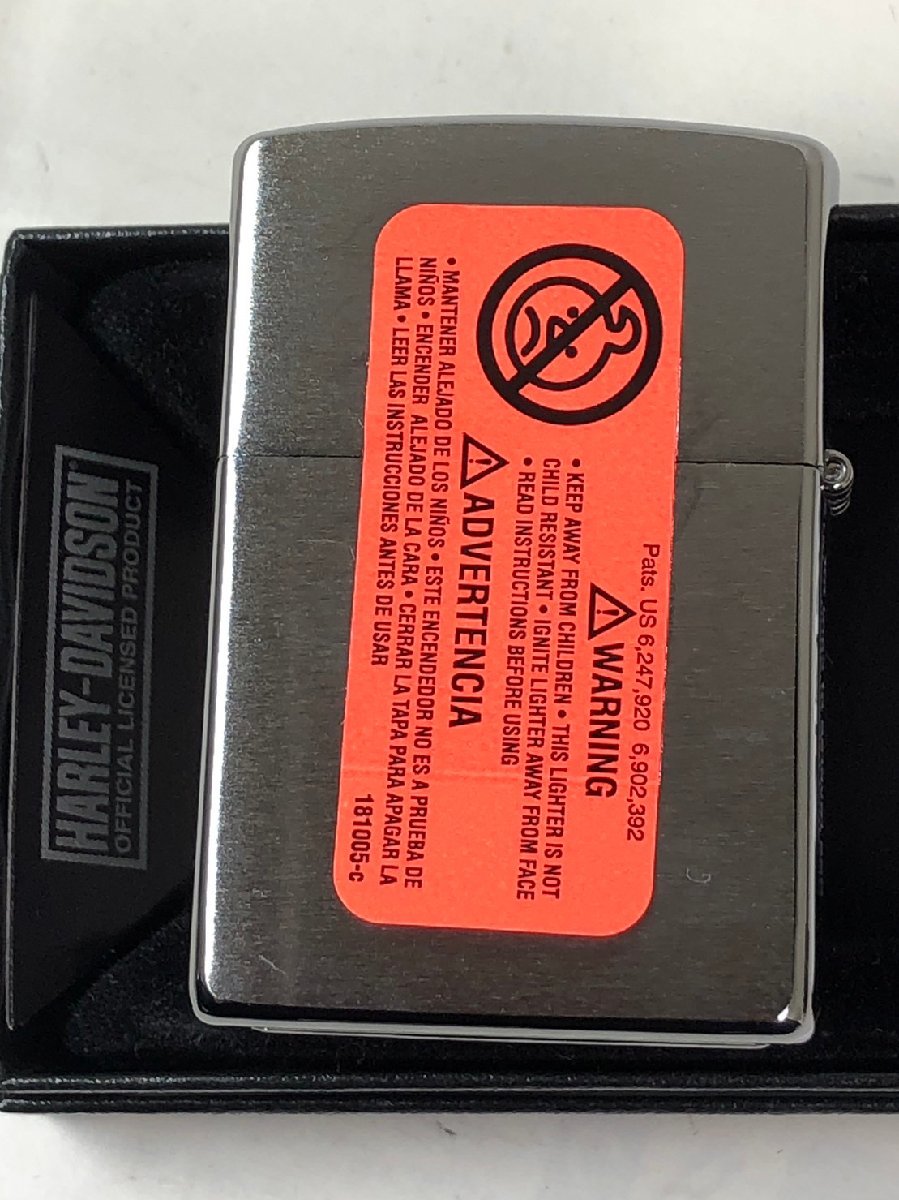 Pats. US 6,247,920  6,902,392
⚠WARNING
• KEEP AWAY FROM CHILDREN • THIS LIGHTER IS NOT
CHILD RESISTANT • IGNITE LIGHTER AWAY FROM FACE
• READ INSTRUCTIONS BEFORE USING
⚠ADVERTENCIA
• MANTENER ALEJADO DE LOS NIÑOS • ESTE ENCENDEDOR NO ES A PRUEBA DE
NIÑOS • ENCENDER ALEJADO DE LA CARA • CERRAR LA TAPA PARA APAGAR LA
LLAMA • LEER LAS INSTRUCCIONES ANTES DE USAR
181005-c
HARLEY-DAVIDSON®
OFFICIAL LICENSED PRODUCT